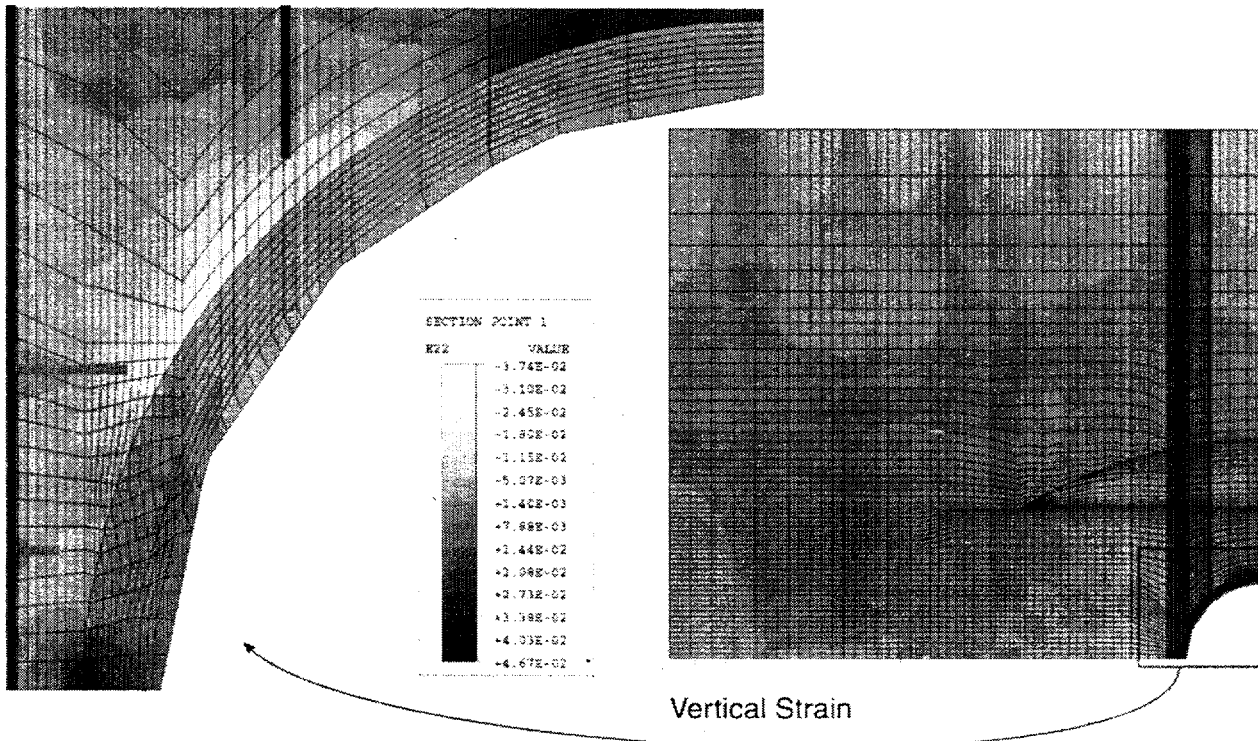 SECTION POINT 1
E22 VALUE
-3.74E-02
-3.10E-02
-2.45E-02
-1.80E-02
-1.15E-02
-5.07E-03
+1.40E-03
+7.88E-03
+1.44E-02
+2.08E-02
+2.73E-02
+3.38E-02
+4.03E-02
+4.67E-02
Vertical Strain